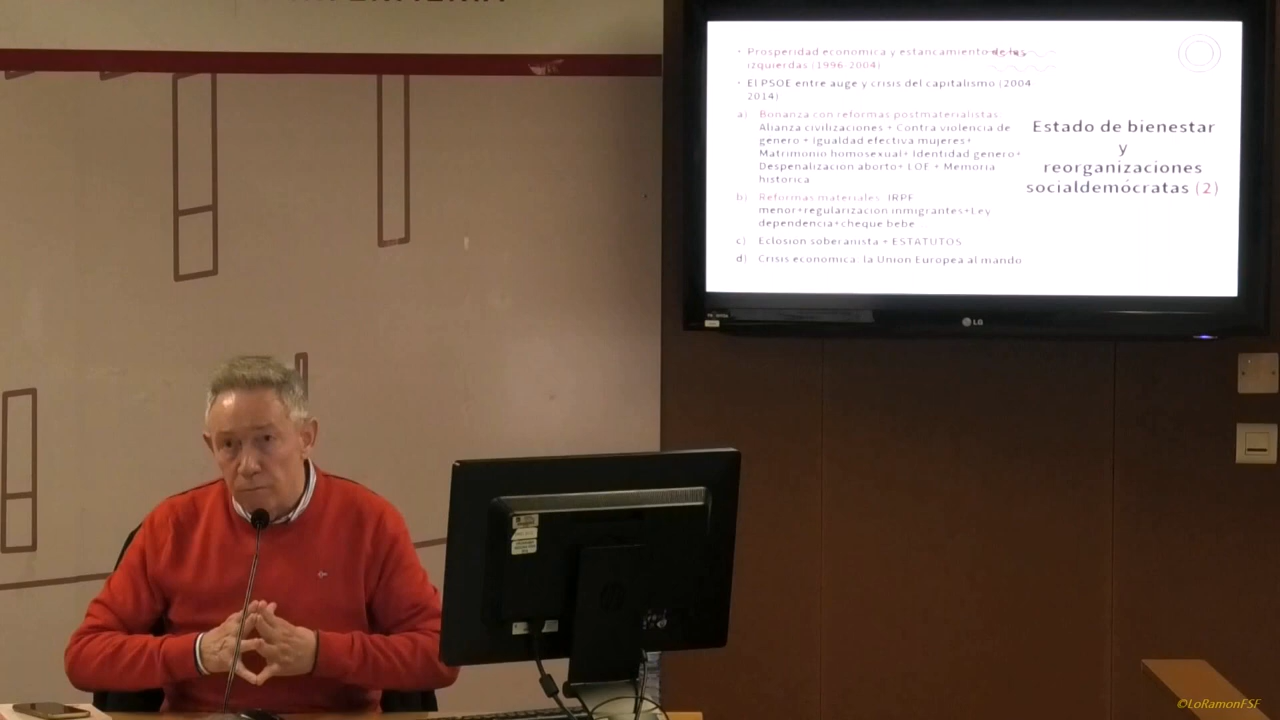 • Prosperidad economica y estancamiento de las
izquierdas (1996-2004)
• El PSOE entre auge y crisis del capitalismo (2004
2014)
a) Bonanza con reformas postmaterialistas
Alianza civilizaciones + Contra violencia de
genero + Igualdad efectiva mujeres+
Matrimonio homosexual+ Identidad genero+
Despenalizacion aborto+ LOE + Memoria
historica
b) Reformas materiales IRPF
menor+regularizacion inmigrantes+Ley
dependencia+cheque bebe
c) Eclosion soberanista + ESTATUTOS
d) Crisis economica: la Union Europea al mando
Estado de bienestar
y
reorganizaciones
socialdemócratas (2)
LG
©LoRamonFSF